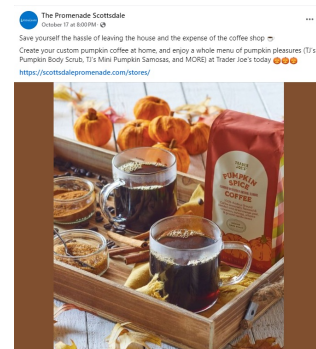 The Promenade Scottsdale
October 17 at 8:00 PM ·
Save yourself the hassle of leaving the house and the expense of the coffee shop ☕
Create your custom pumpkin coffee at home, and enjoy a whole menu of pumpkin pleasures (TJ's
Pumpkin Body Scrub, TJ's Mini Pumpkin Samosas, and MORE) at Trader Joe's today 🎃🎃🎃
https://scottsdalepromenade.com/stores/
TRADER
JOE'S
PUMPKIN
SPICE
COFFEE